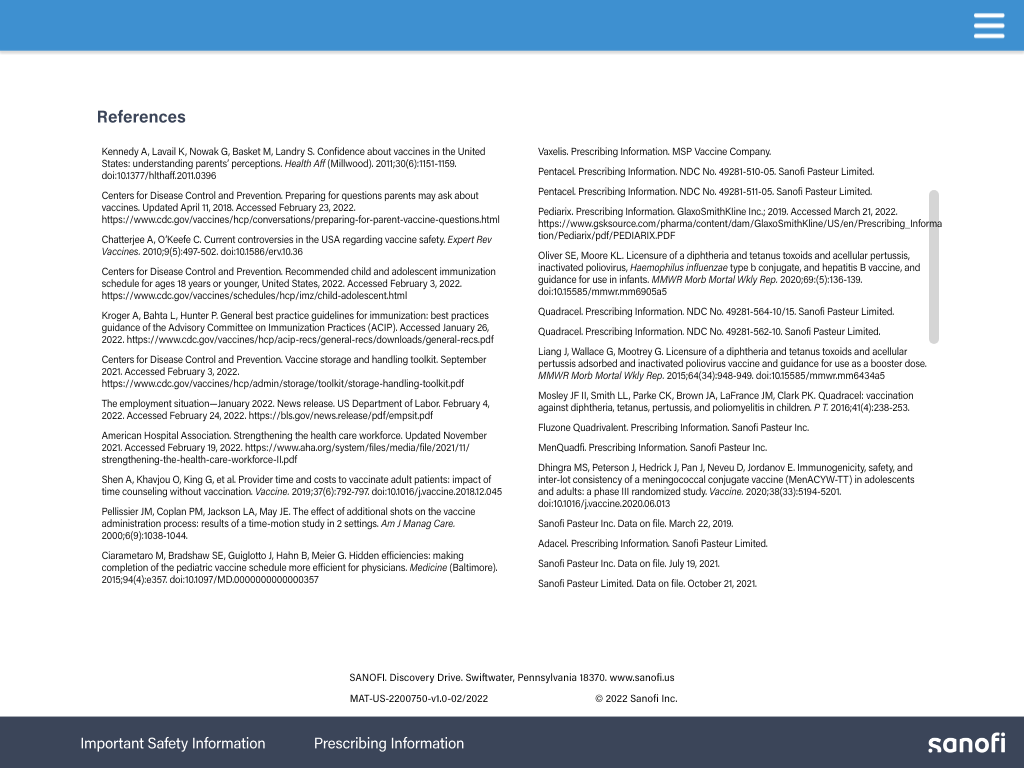 References
Kennedy A, Lavail K, Nowak G, Basket M, Landry S. Confidence about vaccines in the United
States: understanding parents' perceptions. Health Aff (Millwood). 2011;30(6):1151-1159.
doi:10.1377/hlthaff.2011.0396
Centers for Disease Control and Prevention. Preparing for questions parents may ask about
vaccines. Updated April 11, 2018. Accessed February 23, 2022.
https://www.cdc.gov/vaccines/hcp/conversations/preparing-for-parent-vaccine-questions.html
Chatterjee A, O'Keefe C. Current controversies in the USA regarding vaccine safety. Expert Rev
Vaccines. 2010;9(5):497-502. doi:10.1586/erv.10.36
Centers for Disease Control and Prevention. Recommended child and adolescent immunization
schedule for ages 18 years or younger, United States, 2022. Accessed February 3, 2022.
https://www.cdc.gov/vaccines/schedules/hcp/imz/child-adolescent.html
Kroger A, Bahta L, Hunter P. General best practice guidelines for immunization: best practices
guidance of the Advisory Committee on Immunization Practices (ACIP). Accessed January 26,
2022. https://www.cdc.gov/vaccines/hcp/acip-recs/general-recs/downloads/general-recs.pdf
Centers for Disease Control and Prevention. Vaccine storage and handling toolkit. September
2021. Accessed February 3, 2022.
https://www.cdc.gov/vaccines/hcp/admin/storage/toolkit/storage-handling-toolkit.pdf
The employment situation—January 2022. News release. US Department of Labor. February 4,
2022. Accessed February 24, 2022. https://bls.gov/news.release/pdf/empsit.pdf
American Hospital Association. Strengthening the health care workforce. Updated November
2021. Accessed February 19, 2022. https://www.aha.org/system/files/media/file/2021/11/
strengthening-the-health-care-workforce-II.pdf
Shen A, Khavjou O, King G, et al. Provider time and costs to vaccinate adult patients: impact of
time counseling without vaccination. Vaccine. 2019;37(6):792-797. doi:10.1016/j.vaccine.2018.12.045
Pellissier JM, Coplan PM, Jackson LA, May JE. The effect of additional shots on the vaccine
administration process: results of a time-motion study in 2 settings. Am J Manag Care.
2000;6(9):1038-1044.
Ciarametaro M, Bradshaw SE, Guiglotto J, Hahn B, Meier G. Hidden efficiencies: making
completion of the pediatric vaccine schedule more efficient for physicians. Medicine (Baltimore).
2015;94(4):e357. doi:10.1097/MD.0000000000000357
Vaxelis. Prescribing Information. MSP Vaccine Company.
Pentacel. Prescribing Information. NDC No. 49281-510-05. Sanofi Pasteur Limited.
Pentacel. Prescribing Information. NDC No. 49281-511-05. Sanofi Pasteur Limited.
Pediarix. Prescribing Information. GlaxoSmithKline Inc.; 2019. Accessed March 21, 2022.
https://www.gsksource.com/pharma/content/dam/GlaxoSmithKline/US/en/Prescribing_Informa
tion/Pediarix/pdf/PEDIARIX.PDF
Oliver SE, Moore KL. Licensure of a diphtheria and tetanus toxoids and acellular pertussis,
inactivated poliovirus, Haemophilus influenzae type b conjugate, and hepatitis B vaccine, and
guidance for use in infants. MMWR Morb Mortal Wkly Rep. 2020;69:(5):136-139.
doi:10.15585/mmwr.mm6905a5
Quadracel. Prescribing Information. NDC No. 49281-564-10/15. Sanofi Pasteur Limited.
Quadracel. Prescribing Information. NDC No. 49281-562-10. Sanofi Pasteur Limited.
Liang J, Wallace G, Mootrey G. Licensure of a diphtheria and tetanus toxoids and acellular
pertussis adsorbed and inactivated poliovirus vaccine and guidance for use as a booster dose.
MMWR Morb Mortal Wkly Rep. 2015;64(34):948-949. doi:10.15585/mmwr.mm6434a5
Mosley JF II, Smith LL, Parke CK, Brown JA, LaFrance JM, Clark PK. Quadracel: vaccination
against diphtheria, tetanus, pertussis, and poliomyelitis in children. P T. 2016;41(4):238-253.
Fluzone Quadrivalent. Prescribing Information. Sanofi Pasteur Inc.
MenQuadfi. Prescribing Information. Sanofi Pasteur Inc.
Dhingra MS, Peterson J, Hedrick J, Pan J, Neveu D, Jordanov E. Immunogenicity, safety, and
inter-lot consistency of a meningococcal conjugate vaccine (MenACYW-TT) in adolescents
and adults: a phase III randomized study. Vaccine. 2020;38(33):5194-5201.
doi:10.1016/j.vaccine.2020.06.013
Sanofi Pasteur Inc. Data on file. March 22, 2019.
Adacel. Prescribing Information. Sanofi Pasteur Limited.
Sanofi Pasteur Inc. Data on file. July 19, 2021.
Sanofi Pasteur Limited. Data on file. October 21, 2021.
SANOFI. Discovery Drive. Swiftwater, Pennsylvania 18370. www.sanofi.us
MAT-US-2200750-v1.0-02/2022 © 2022 Sanofi Inc.
Important Safety Information Prescribing Information sanofi